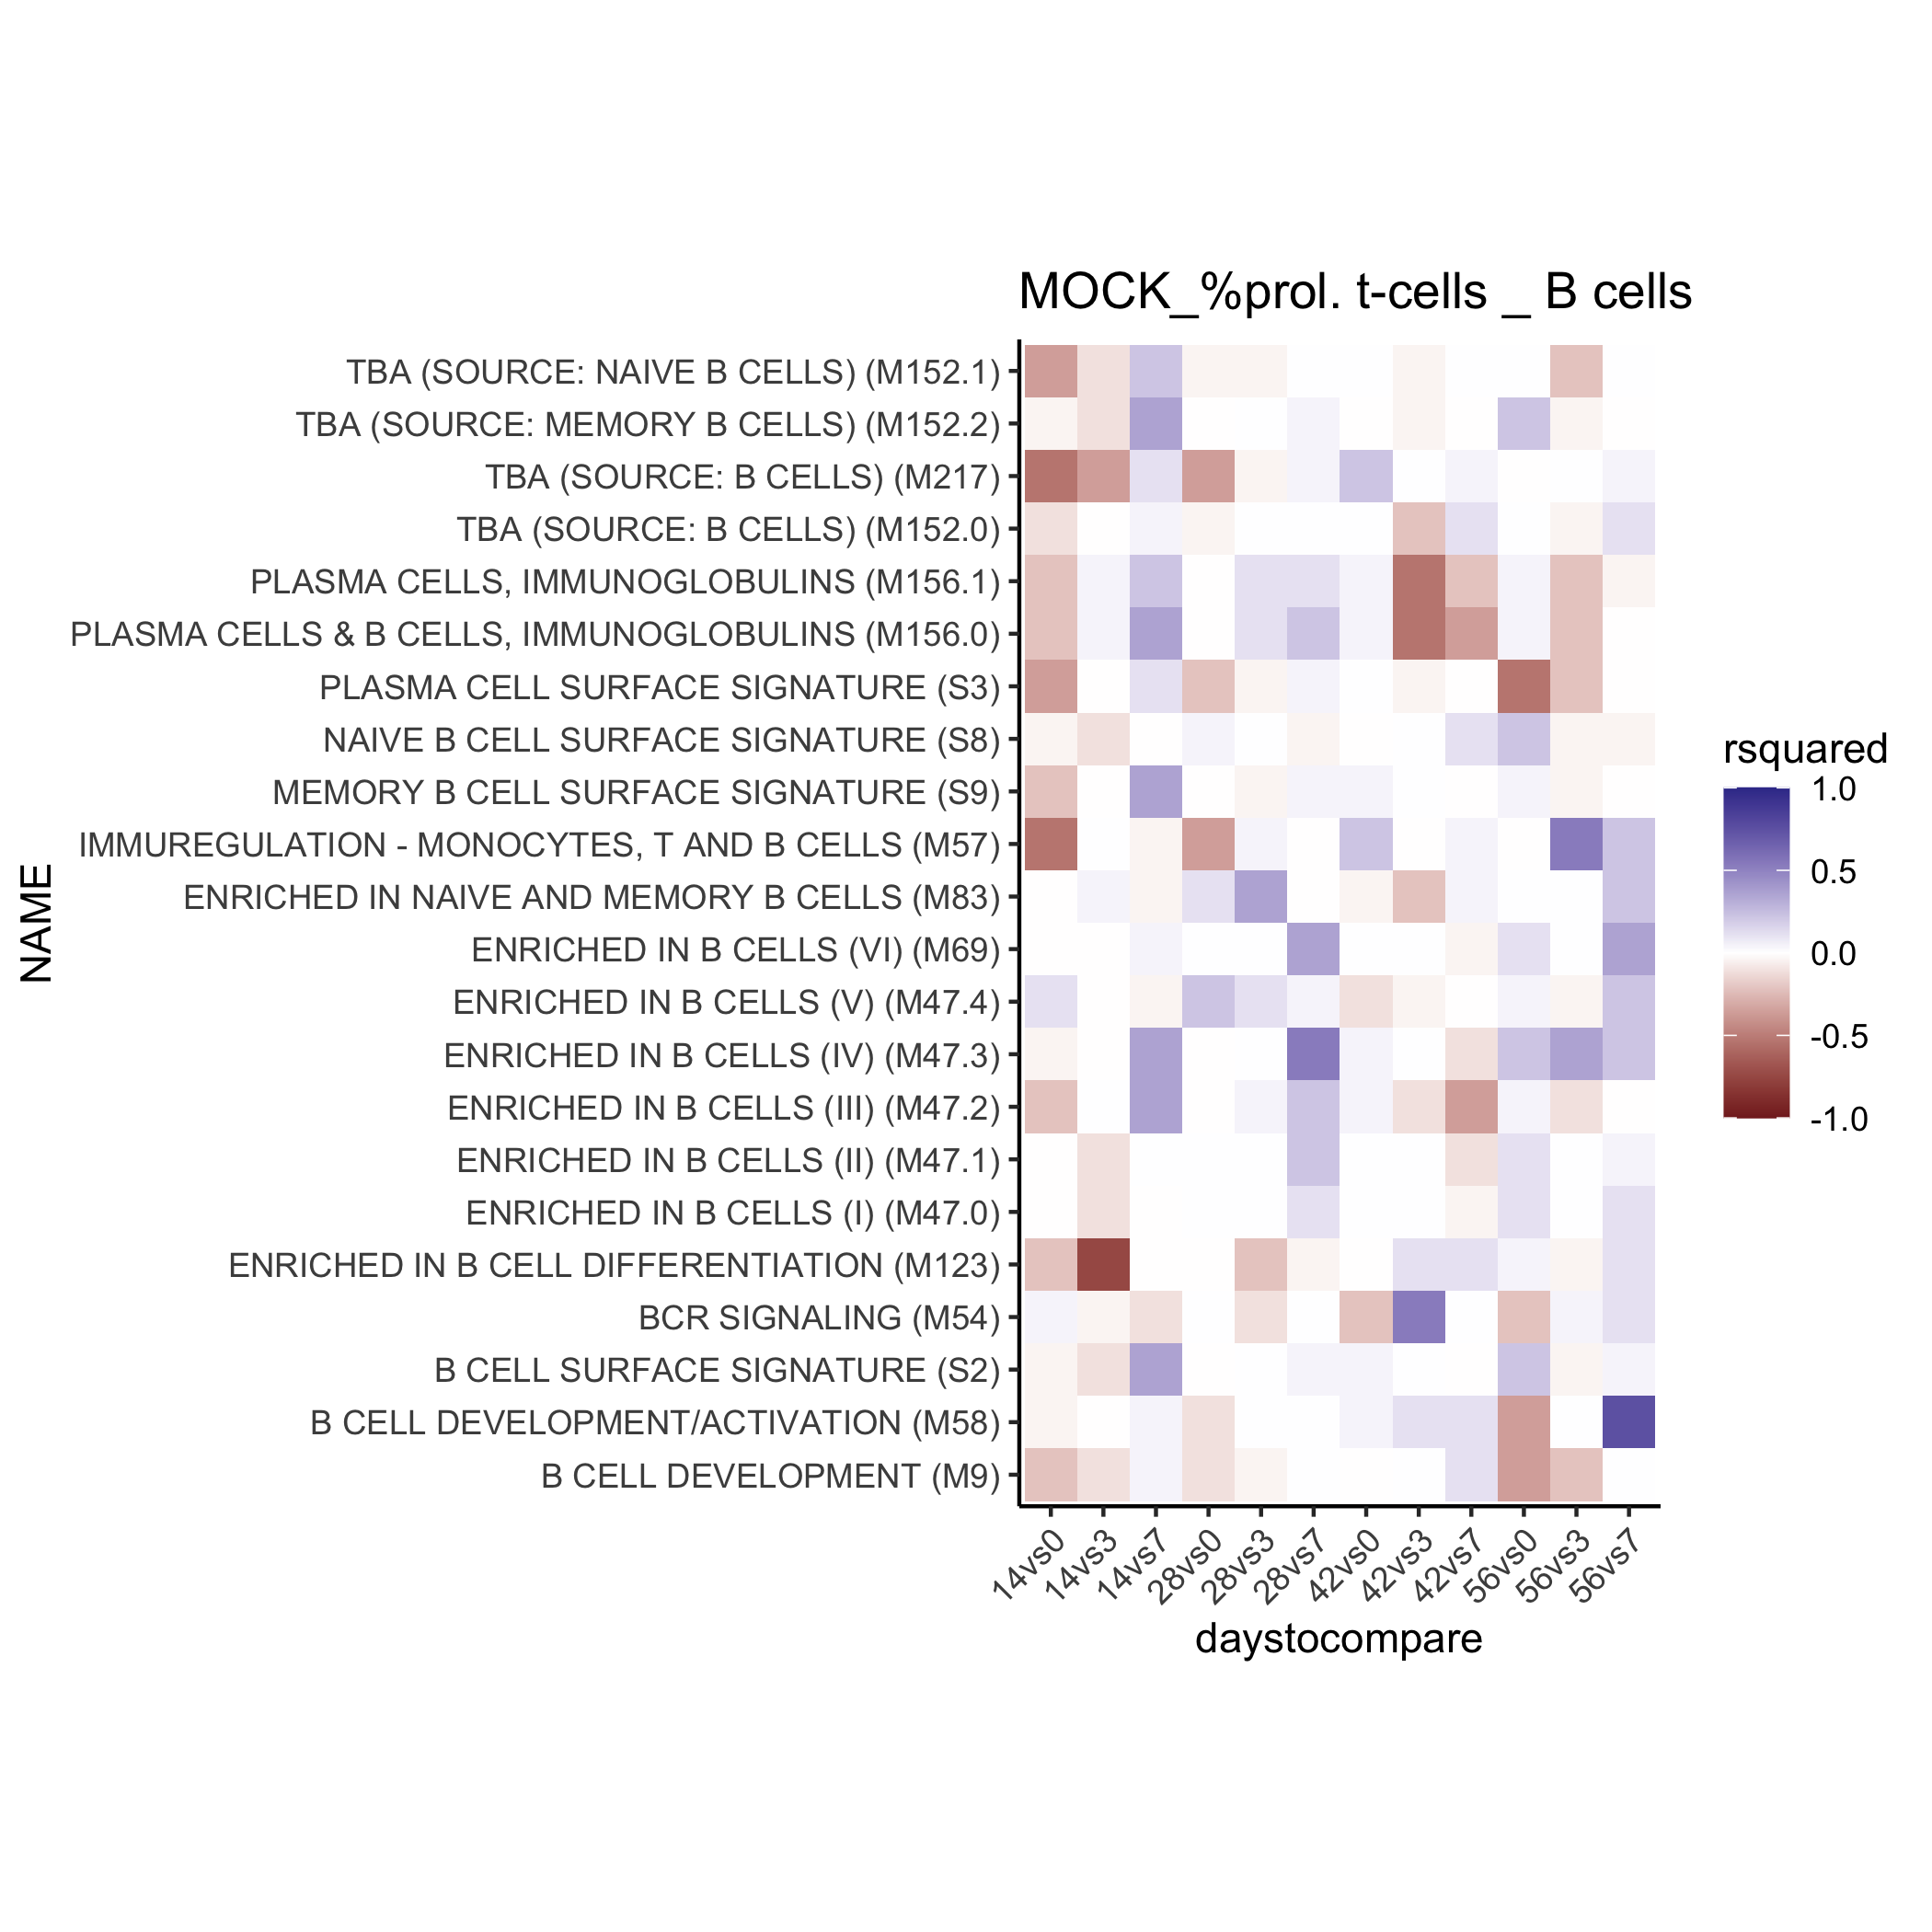 MOCK_%prol. t-cells _ B cells
TBA (SOURCE: NAIVE B CELLS) (M152.1)
TBA (SOURCE: MEMORY B CELLS) (M152.2)
TBA (SOURCE: B CELLS) (M217)
TBA (SOURCE: B CELLS) (M152.0)
PLASMA CELLS, IMMUNOGLOBULINS (M156.1)
PLASMA CELLS & B CELLS, IMMUNOGLOBULINS (M156.0)
PLASMA CELL SURFACE SIGNATURE (S3)
NAIVE B CELL SURFACE SIGNATURE (S8)
MEMORY B CELL SURFACE SIGNATURE (S9)
IMMUREGULATION - MONOCYTES, T AND B CELLS (M57)
ENRICHED IN NAIVE AND MEMORY B CELLS (M83)
ENRICHED IN B CELLS (VI) (M69)
ENRICHED IN B CELLS (V) (M47.4)
ENRICHED IN B CELLS (IV) (M47.3)
ENRICHED IN B CELLS (III) (M47.2)
ENRICHED IN B CELLS (II) (M47.1)
ENRICHED IN B CELLS (I) (M47.0)
ENRICHED IN B CELL DIFFERENTIATION (M123)
BCR SIGNALING (M54)
B CELL SURFACE SIGNATURE (S2)
B CELL DEVELOPMENT/ACTIVATION (M58)
B CELL DEVELOPMENT (M9)
NAME
14vs0
14vs3
14vs7
28vs0
28vs3
28vs7
42vs0
42vs3
42vs7
56vs0
56vs3
56vs7
daystocompare
rsquared
1.0
0.5
0.0
-0.5
-1.0